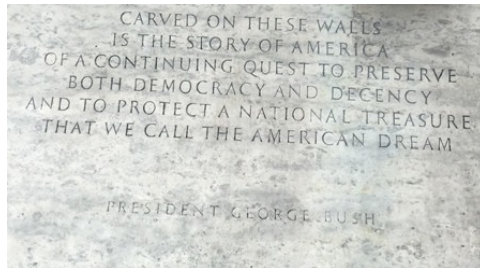 CARVED ON THESE WALLS
IS THE STORY OF AMERICA
OF A CONTINUING QUEST TO PRESERVE
BOTH DEMOCRACY AND DECENCY
AND TO PROTECT A NATIONAL TREASURE
THAT WE CALL THE AMERICAN DREAM
PRESIDENT GEORGE BUSH